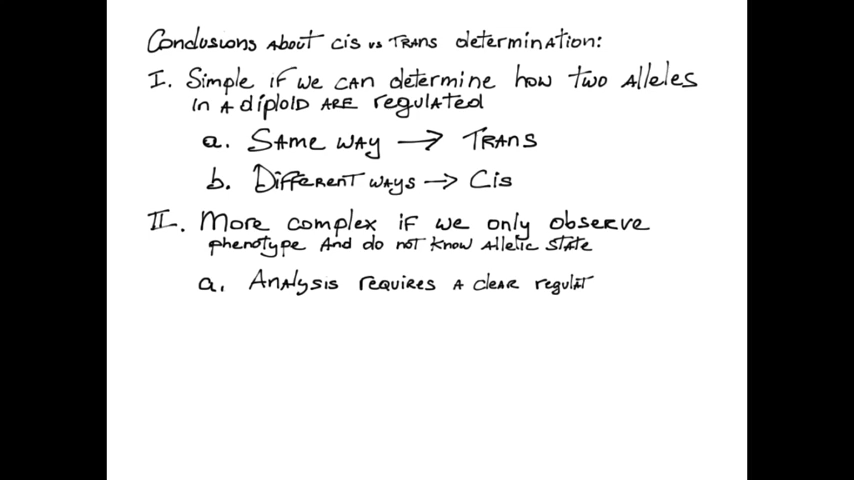 Conclusions About cis vs TRANS determination:
I. Simple if we can determine how two Alleles
in A diploid ARE regulated
a. SAME WAY → TRANS
b. Different WAYS → Cis
II. More complex if we only observe
phenotype And do not know Allelic state
a. Analysis requires A clear regulat